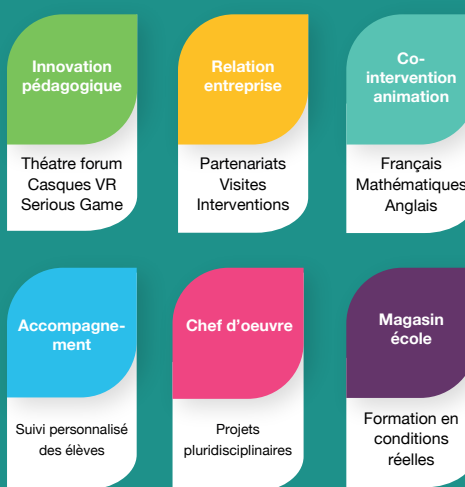 Innovation
pédagogique
Théatre forum
Casques VR
Serious Game
Relation
entreprise
Partenariats
Visites
Interventions
Co-
intervention
animation
Français
Mathématiques
Anglais
Accompagne-
ment
Suivi personnalisé
des élèves
Chef d'oeuvre
Projets
pluridisciplinaires
Magasin
école
Formation en
conditions
réelles